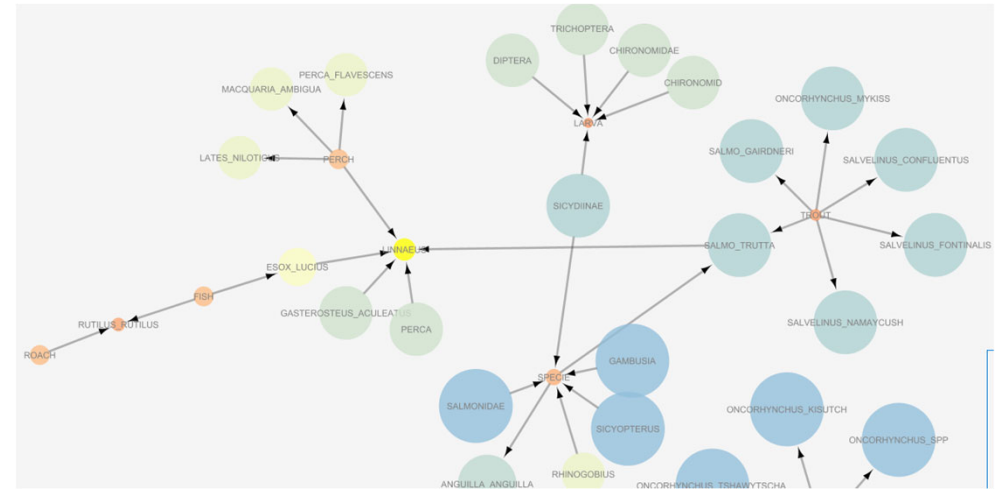 TRICHOPTERA
CHIRONOMIDAE
DIPTERA
PERCA_FLAVESCENS
MACQUARIA_AMBIGUA
CHIRONOMID
ONCORHYNCHUS_MYKISS
LARVA
SALMO_GAIRDNERI
LATES_NILOTICUS
PERCH
SALVELINUS_CONFLUENTUS
SICYDIINAE
TROUT
LINNAEUS
SALMO_TRUTTA
SALVELINUS_FONTINALIS
ESOX_LUCIUS
FISH
GASTEROSTEUS_ACULEATUS
RUTILUS_RUTILUS
PERCA
SALVELINUS_NAMAYCUSH
ROACH
GAMBUSIA
SPECIE
SALMONIDAE
ONCORHYNCHUS_KISUTCH
SICYOPTERUS
ONCORHYNCHUS_SPP
RHINOGOBIUS
ANGUILLA_ANGUILLA
ONCORHYNCHUS_TSHAWYTSCHA